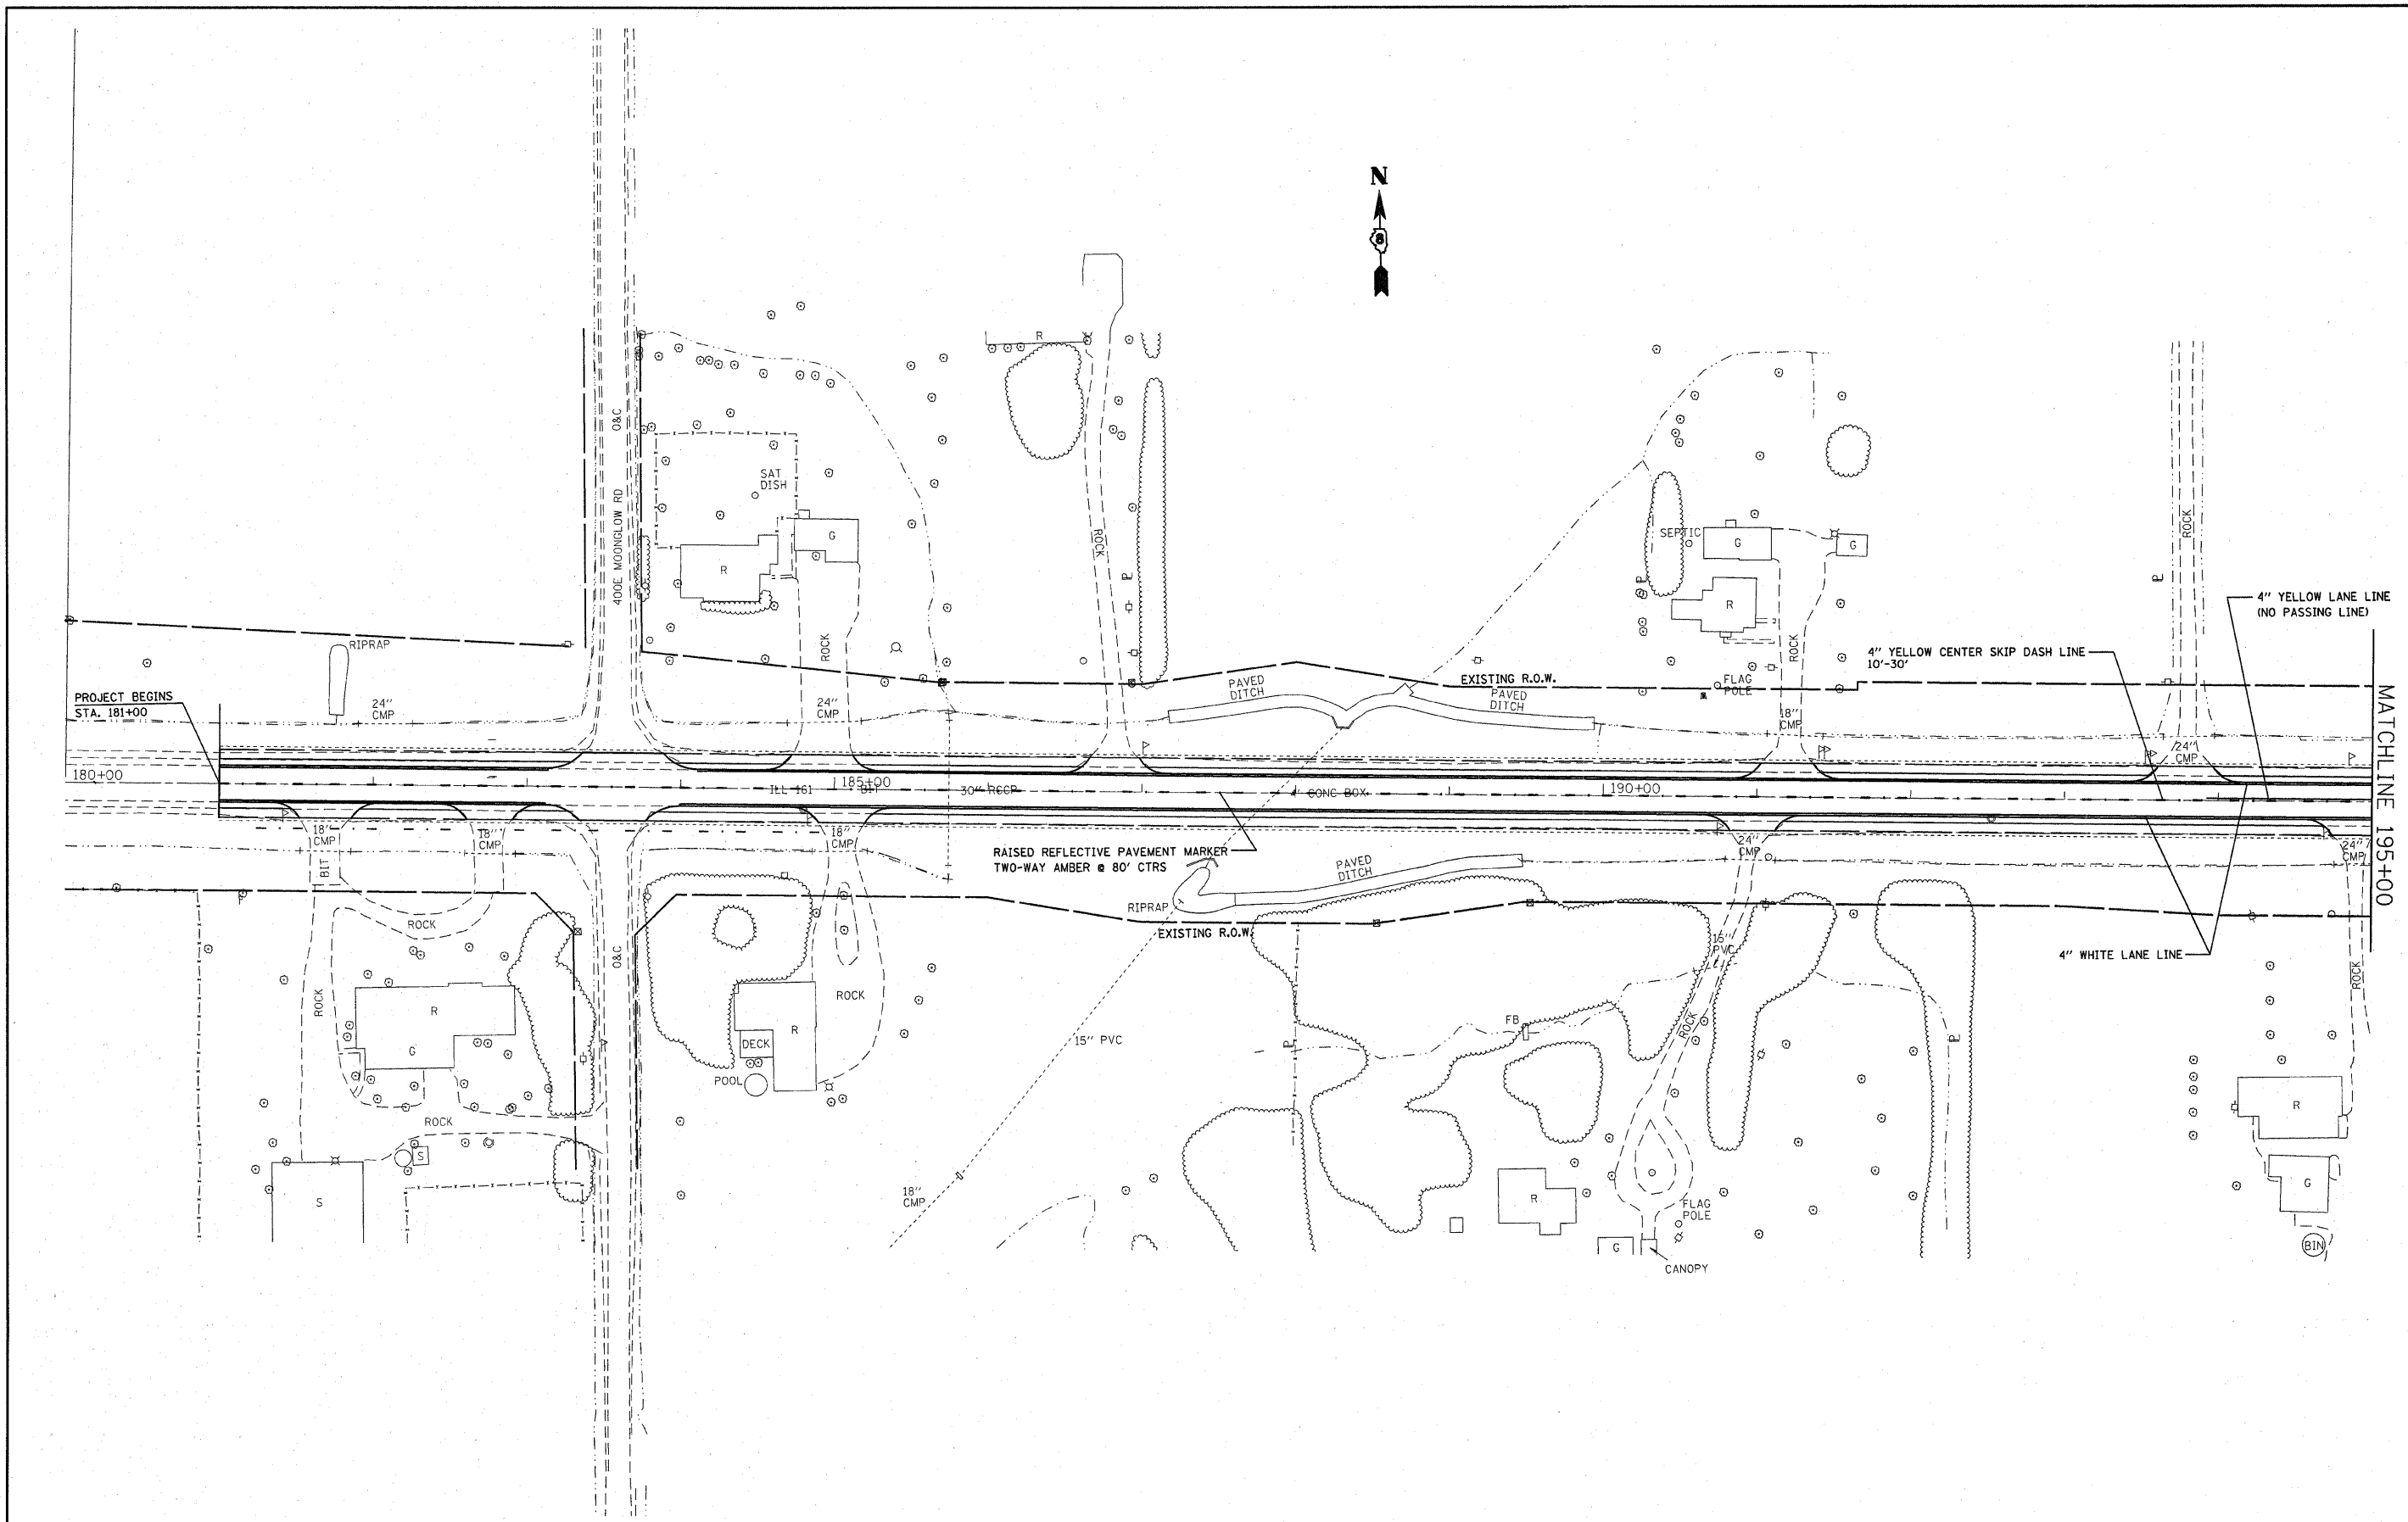 N
8
R
O&C
400E MOONGLOW RD
SAT
DISH
G
R
ROCK
ROCK
SEPTIC
G
G
R
ROCK
ROCK
4" YELLOW LANE LINE
(NO PASSING LINE)
4" YELLOW CENTER SKIP DASH LINE
10'-30'
RIPRAP
PROJECT BEGINS
STA. 181+00
24"
CMP
24"
CMP
PAVED
DITCH
EXISTING R.O.W.
PAVED
DITCH
FLAG
POLE
18"
CMP
24"
CMP
MATCHLINE 195+00
180+00
185+00
190+00
ILL 161
BIT
30" RCCP
4' CONC BOX
18"
CMP
BIT
18"
CMP
18"
CMP
RAISED REFLECTIVE PAVEMENT MARKER
TWO-WAY AMBER @ 80' CTRS
PAVED
DITCH
24"
CMP
24"
CMP
RIPRAP
EXISTING R.O.W.
ROCK
O&C
15"
PVC
4" WHITE LANE LINE
ROCK
ROCK
R
G
ROCK
R
DECK
POOL
15" PVC
FB
ROCK
ROCK
S
S
18"
CMP
R
G
FLAG
POLE
CANOPY
R
G
BIN